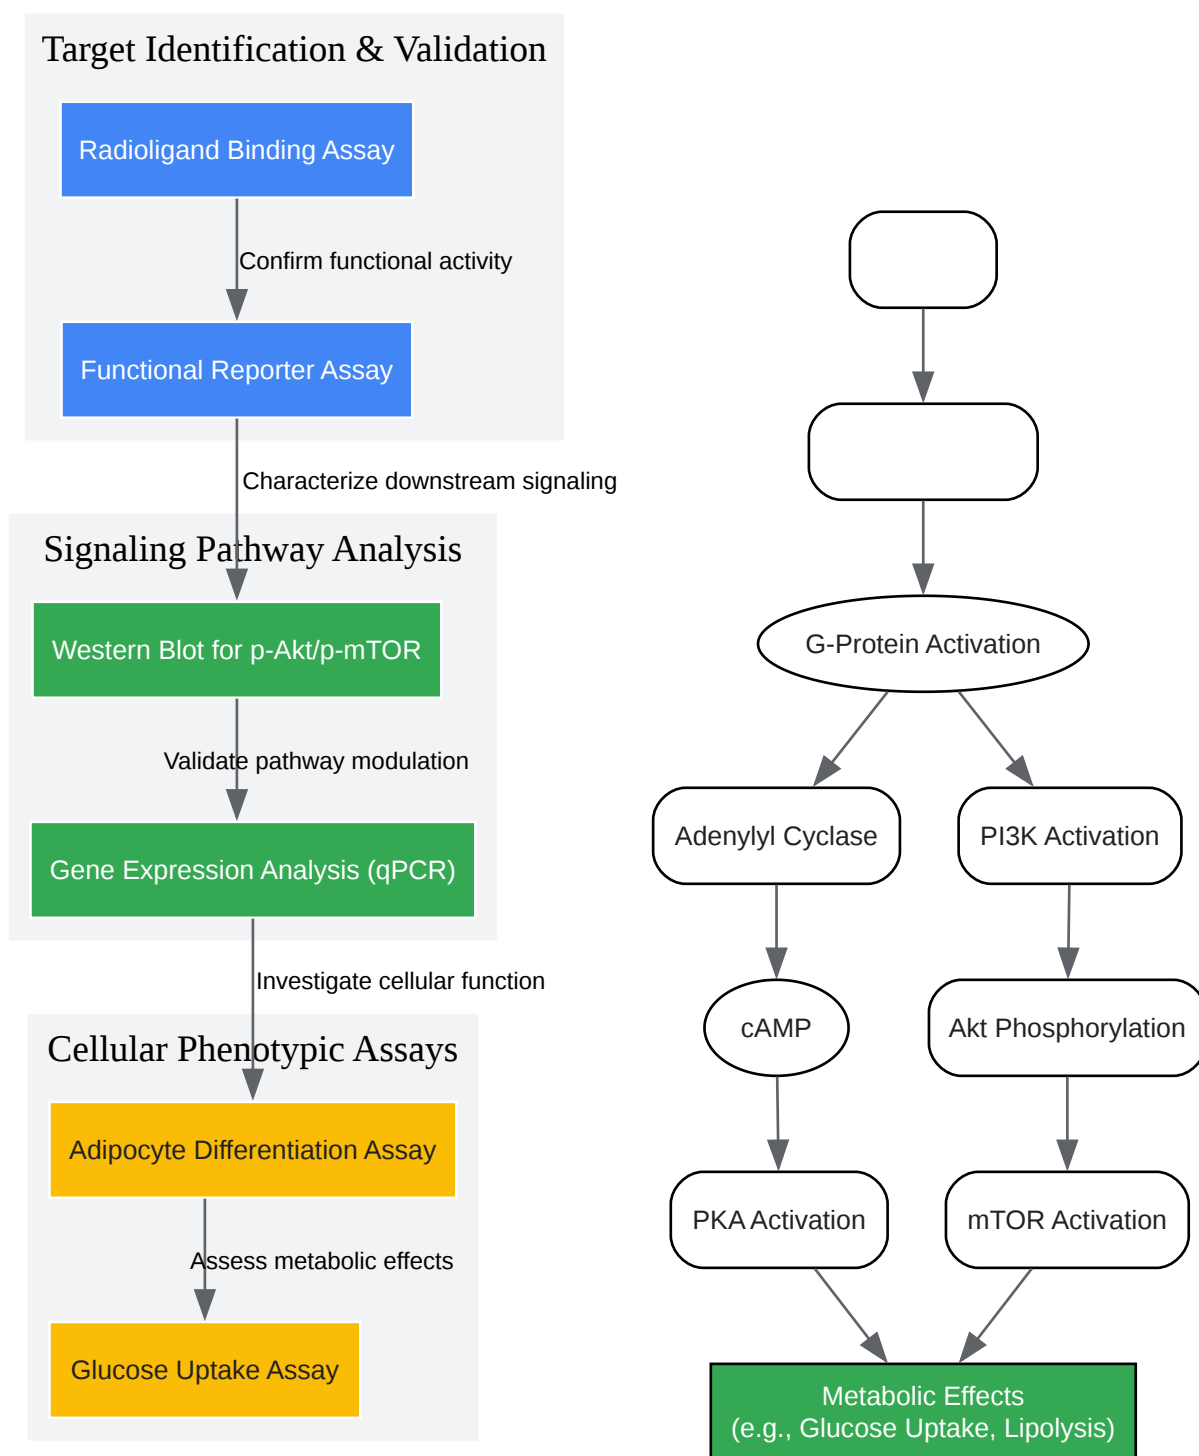 Target Identification & Validation
Radioligand Binding Assay
Confirm functional activity
Functional Reporter Assay
Characterize downstream signaling
Signaling Pathway Analysis
Western Blot for p-Akt/p-mTOR
Validate pathway modulation
Gene Expression Analysis (qPCR)
Investigate cellular function
Cellular Phenotypic Assays
Adipocyte Differentiation Assay
Assess metabolic effects
Glucose Uptake Assay
G-Protein Activation
Adenylyl Cyclase
PI3K Activation
cAMP
Akt Phosphorylation
PKA Activation
mTOR Activation
Metabolic Effects
(e.g., Glucose Uptake, Lipolysis)